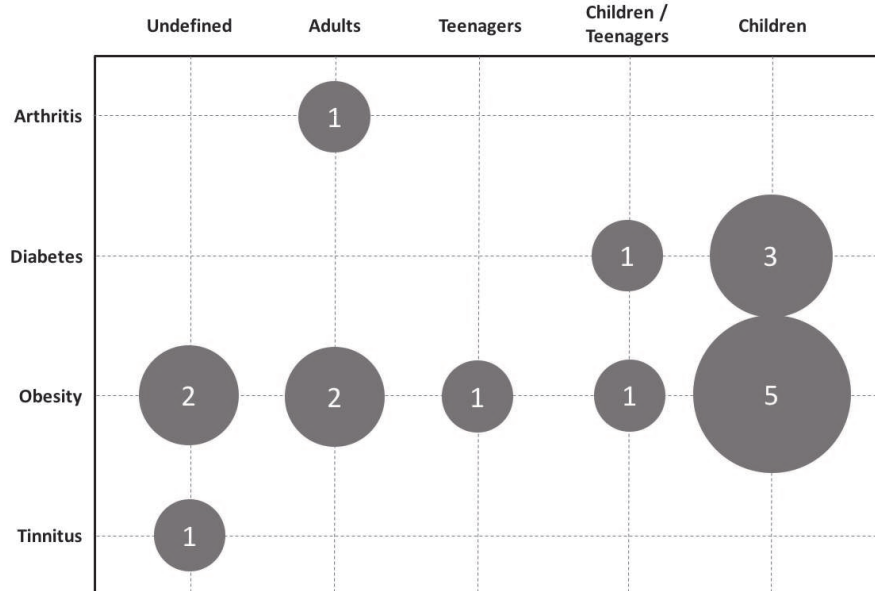 Undefined Adults Teenagers Children / Children
Teenagers
Arthritis 1
Diabetes 1 3
Obesity 2 2 1 1 5
Tinnitus 1